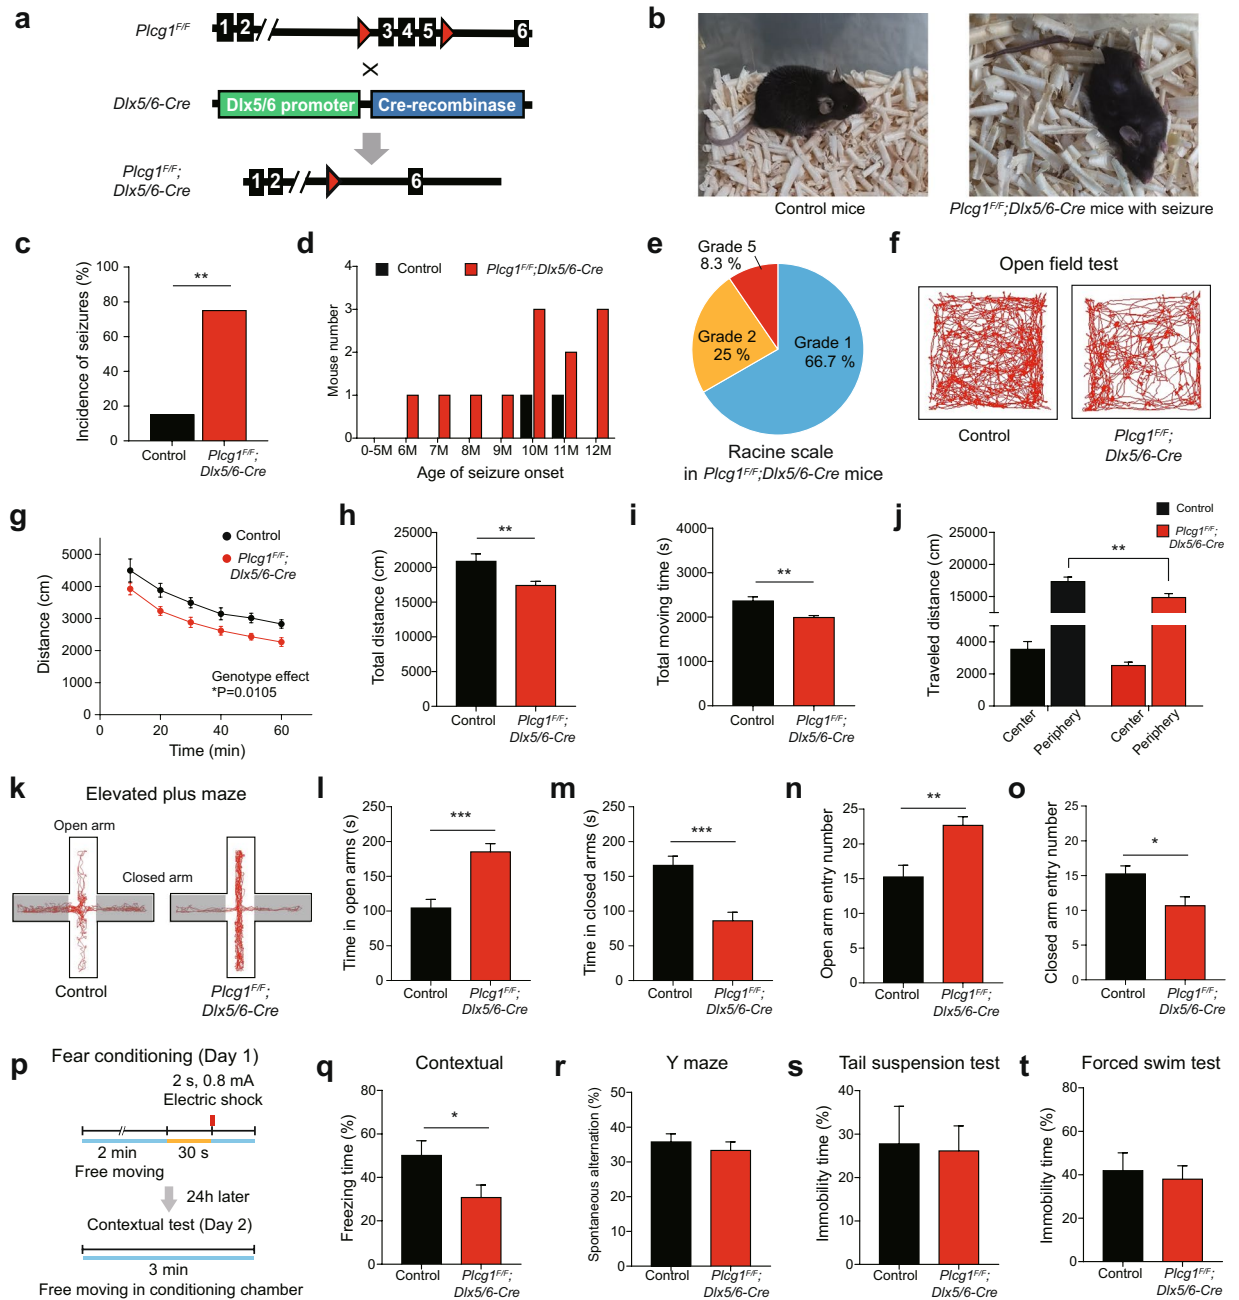 a
Plcg1F/F
1 2 3 4 5 6
X
Dlx5/6-Cre
Dlx5/6 promoter
Cre-recombinase
Plcg1F/F;
Dlx5/6-Cre
1 2 6
b
Control mice
Plcg1F/F;Dlx5/6-Cre mice with seizure
c
Incidence of seizures (%)
100
80
60
40
20
0
**
Control
Plcg1F/F;
Dlx5/6-Cre
d
Control
Plcg1F/F;Dlx5/6-Cre
Mouse number
4
3
2
1
0
0-5M 6M 7M 8M 9M 10M 11M 12M
Age of seizure onset
e
Grade 5
8.3 %
Grade 2
25 %
Grade 1
66.7 %
Racine scale
in Plcg1F/F;Dlx5/6-Cre mice
f
Open field test
Control
Plcg1F/F;
Dlx5/6-Cre
g
Distance (cm)
5000
4000
3000
2000
1000
0
Control
Plcg1F/F;
Dlx5/6-Cre
Genotype effect
*P=0.0105
0 20 40 60
Time (min)
h
Total distance (cm)
25000
20000
15000
10000
5000
0
**
Control
Plcg1F/F;
Dlx5/6-Cre
i
Total moving time (s)
4000
3000
2000
1000
0
**
Control
Plcg1F/F;
Dlx5/6-Cre
j
Control
Plcg1F/F;
Dlx5/6-Cre
Traveled distance (cm)
25000
20000
15000
4000
2000
0
**
Center
Periphery
Center
Periphery
k
Elevated plus maze
Open arm
Closed arm
Control
Plcg1F/F;
Dlx5/6-Cre
l
Time in open arms (s)
250
200
150
100
50
0
***
Control
Plcg1F/F;
Dlx5/6-Cre
m
Time in closed arms (s)
250
200
150
100
50
0
***
Control
Plcg1F/F;
Dlx5/6-Cre
n
Open arm entry number
25
20
15
10
5
0
**
Control
Plcg1F/F;
Dlx5/6-Cre
o
Closed arm entry number
25
20
15
10
5
0
*
Control
Plcg1F/F;
Dlx5/6-Cre
p
Fear conditioning (Day 1)
2 s, 0.8 mA
Electric shock
2 min 30 s
Free moving
24h later
Contextual test (Day 2)
3 min
Free moving in conditioning chamber
q
Contextual
Freezing time (%)
80
60
40
20
0
*
Control
Plcg1F/F;
Dlx5/6-Cre
r
Y maze
Spontaneous alternation (%)
50
40
30
20
10
0
Control
Plcg1F/F;
Dlx5/6-Cre
s
Tail suspension test
Immobility time (%)
40
30
20
10
0
Control
Plcg1F/F;
Dlx5/6-Cre
t
Forced swim test
Immobility time (%)
80
60
40
20
0
Control
Plcg1F/F;
Dlx5/6-Cre